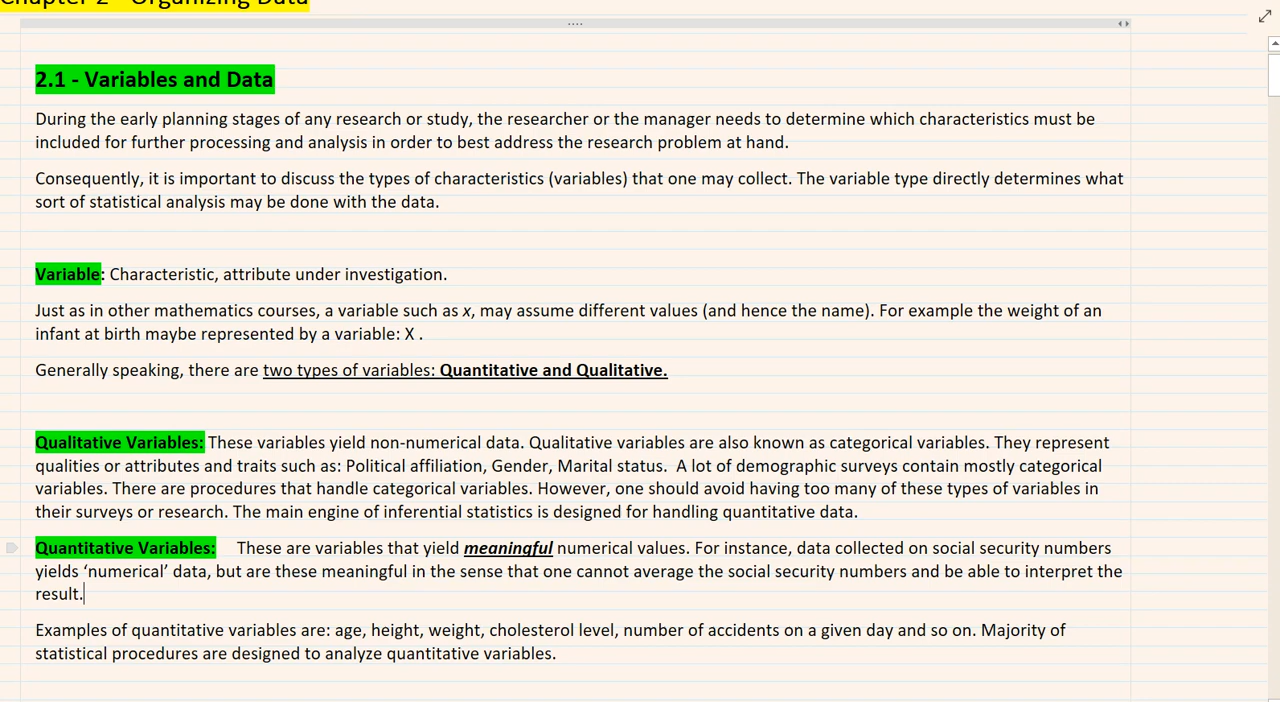 Chapter 2 - Organizing Data
2.1 - Variables and Data
During the early planning stages of any research or study, the researcher or the manager needs to determine which characteristics must be
included for further processing and analysis in order to best address the research problem at hand.
Consequently, it is important to discuss the types of characteristics (variables) that one may collect. The variable type directly determines what
sort of statistical analysis may be done with the data.
Variable: Characteristic, attribute under investigation.
Just as in other mathematics courses, a variable such as x, may assume different values (and hence the name). For example the weight of an
infant at birth maybe represented by a variable: X .
Generally speaking, there are two types of variables: Quantitative and Qualitative.
Qualitative Variables: These variables yield non-numerical data. Qualitative variables are also known as categorical variables. They represent
qualities or attributes and traits such as: Political affiliation, Gender, Marital status.  A lot of demographic surveys contain mostly categorical
variables. There are procedures that handle categorical variables. However, one should avoid having too many of these types of variables in
their surveys or research. The main engine of inferential statistics is designed for handling quantitative data.
Quantitative Variables: These are variables that yield meaningful numerical values. For instance, data collected on social security numbers
yields ‘numerical’ data, but are these meaningful in the sense that one cannot average the social security numbers and be able to interpret the
result.
Examples of quantitative variables are: age, height, weight, cholesterol level, number of accidents on a given day and so on. Majority of
statistical procedures are designed to analyze quantitative variables.